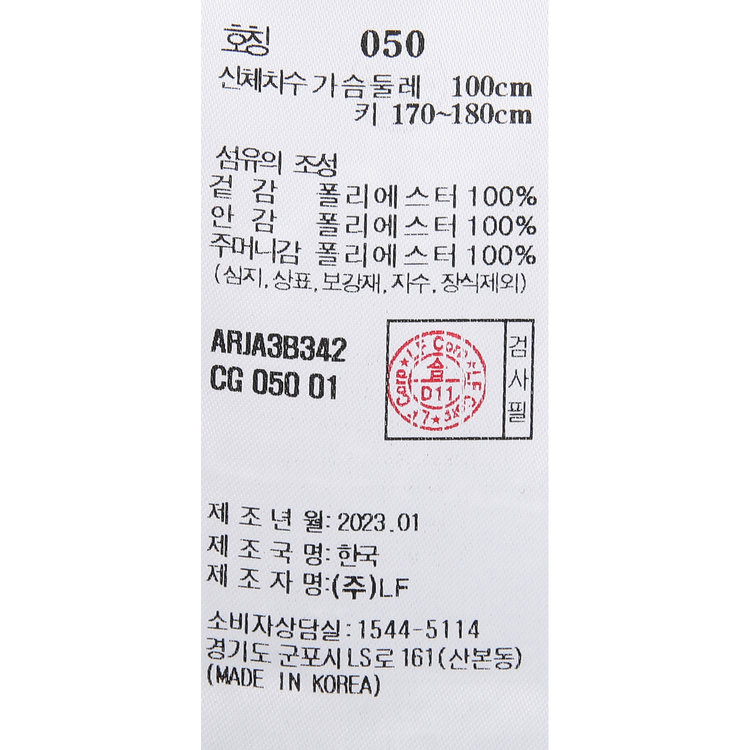 호칭 050
신체치수 가슴둘레 100cm
키 170~180cm
섬유의 조성
겉 감 폴리에스터 100%
안 감 폴리에스터 100%
주머니감 폴리에스터 100%
(심지, 상표, 보강재, 자수, 장식제외)
ARJA3B342
CG 050 01
LF Corp
D11
검사필
제 조 년 월: 2023.01
제 조 국 명: 한국
제 조 자 명:(주)LF
소비자상담실: 1544-5114
경기도 군포시 LS로 161(산본동)
(MADE IN KOREA)